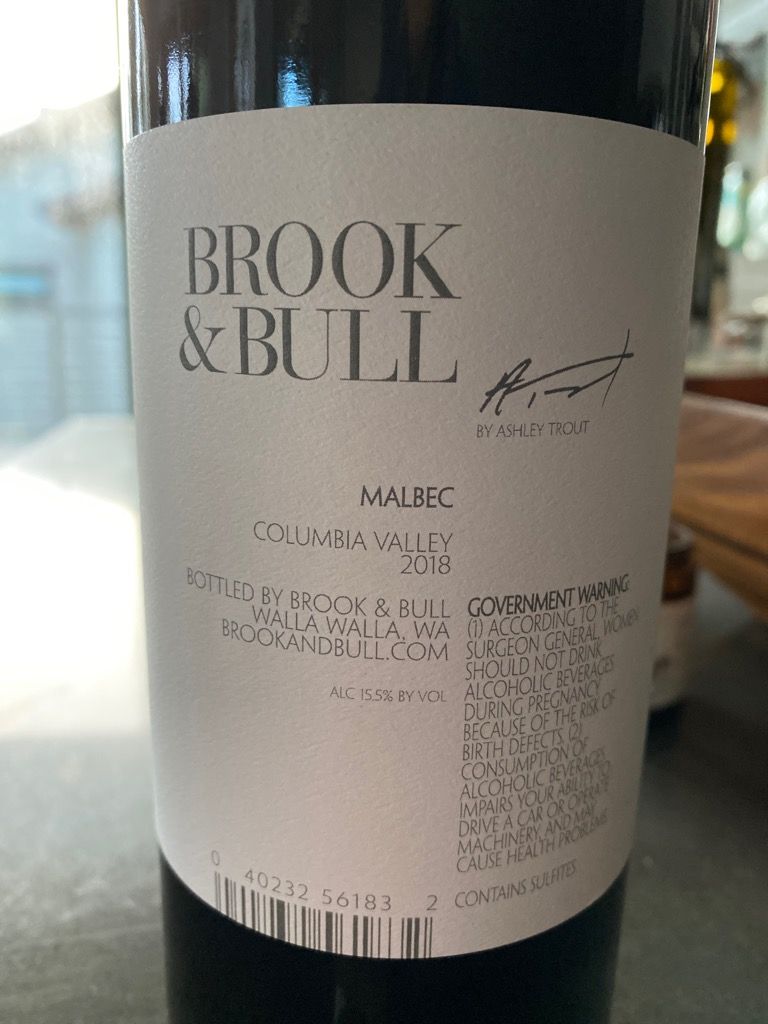 BROOK
& BULL
BY ASHLEY TROUT
MALBEC
COLUMBIA VALLEY
2018
BOTTLED BY BROOK & BULL
WALLA WALLA, WA
BROOKANDBULL.COM
ALC 15.5% BY VOL
GOVERNMENT WARNING:
(1) ACCORDING TO THE
SURGEON GENERAL, WOMEN
SHOULD NOT DRINK
ALCOHOLIC BEVERAGES
DURING PREGNANCY
BECAUSE OF THE RISK OF
BIRTH DEFECTS. (2)
CONSUMPTION OF
ALCOHOLIC BEVERAGES
IMPAIRS YOUR ABILITY TO
DRIVE A CAR OR OPERATE
MACHINERY, AND MAY
CAUSE HEALTH PROBLEMS.
CONTAINS SULFITES
0 40232 56183 2